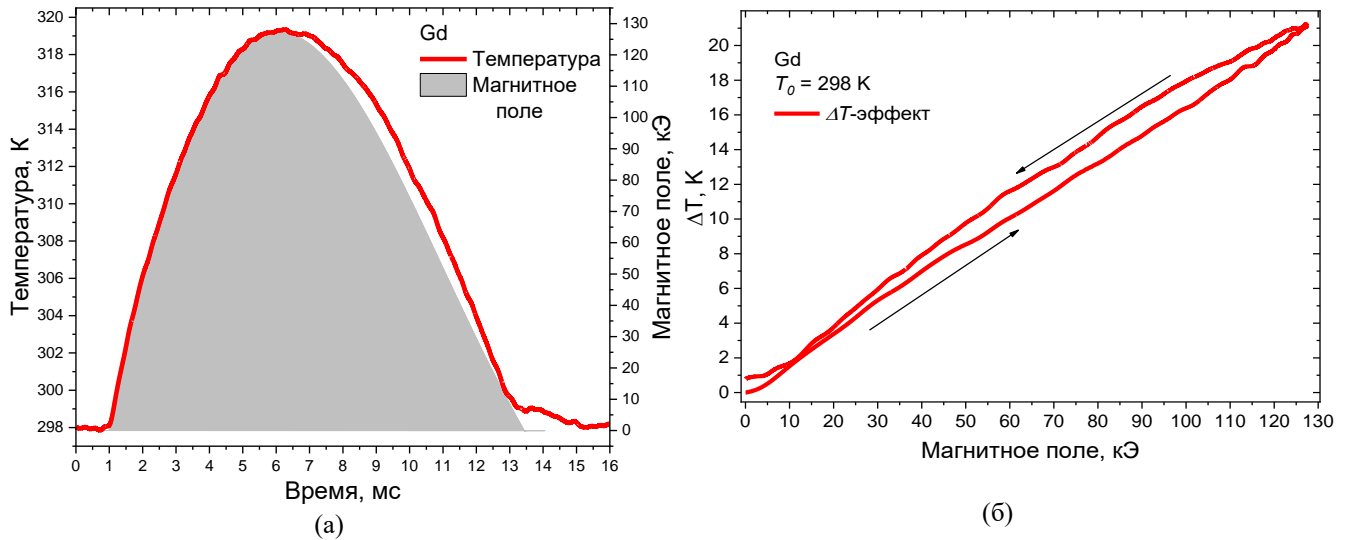 Температура, К
320
318
316
314
312
310
308
306
304
302
300
298
Gd
Температура
Магнитное
поле
130
120
110
100
90
80
70
60
50
40
30
20
10
0
Магнитное поле, кЭ
0 1 2 3 4 5 6 7 8 9 10 11 12 13 14 15 16
Время, мс
(а)
ΔT, K
20
18
16
14
12
10
8
6
4
2
0
Gd
T0 = 298 K
ΔT-эффект
0 10 20 30 40 50 60 70 80 90 100 110 120 130
Магнитное поле, кЭ
(б)